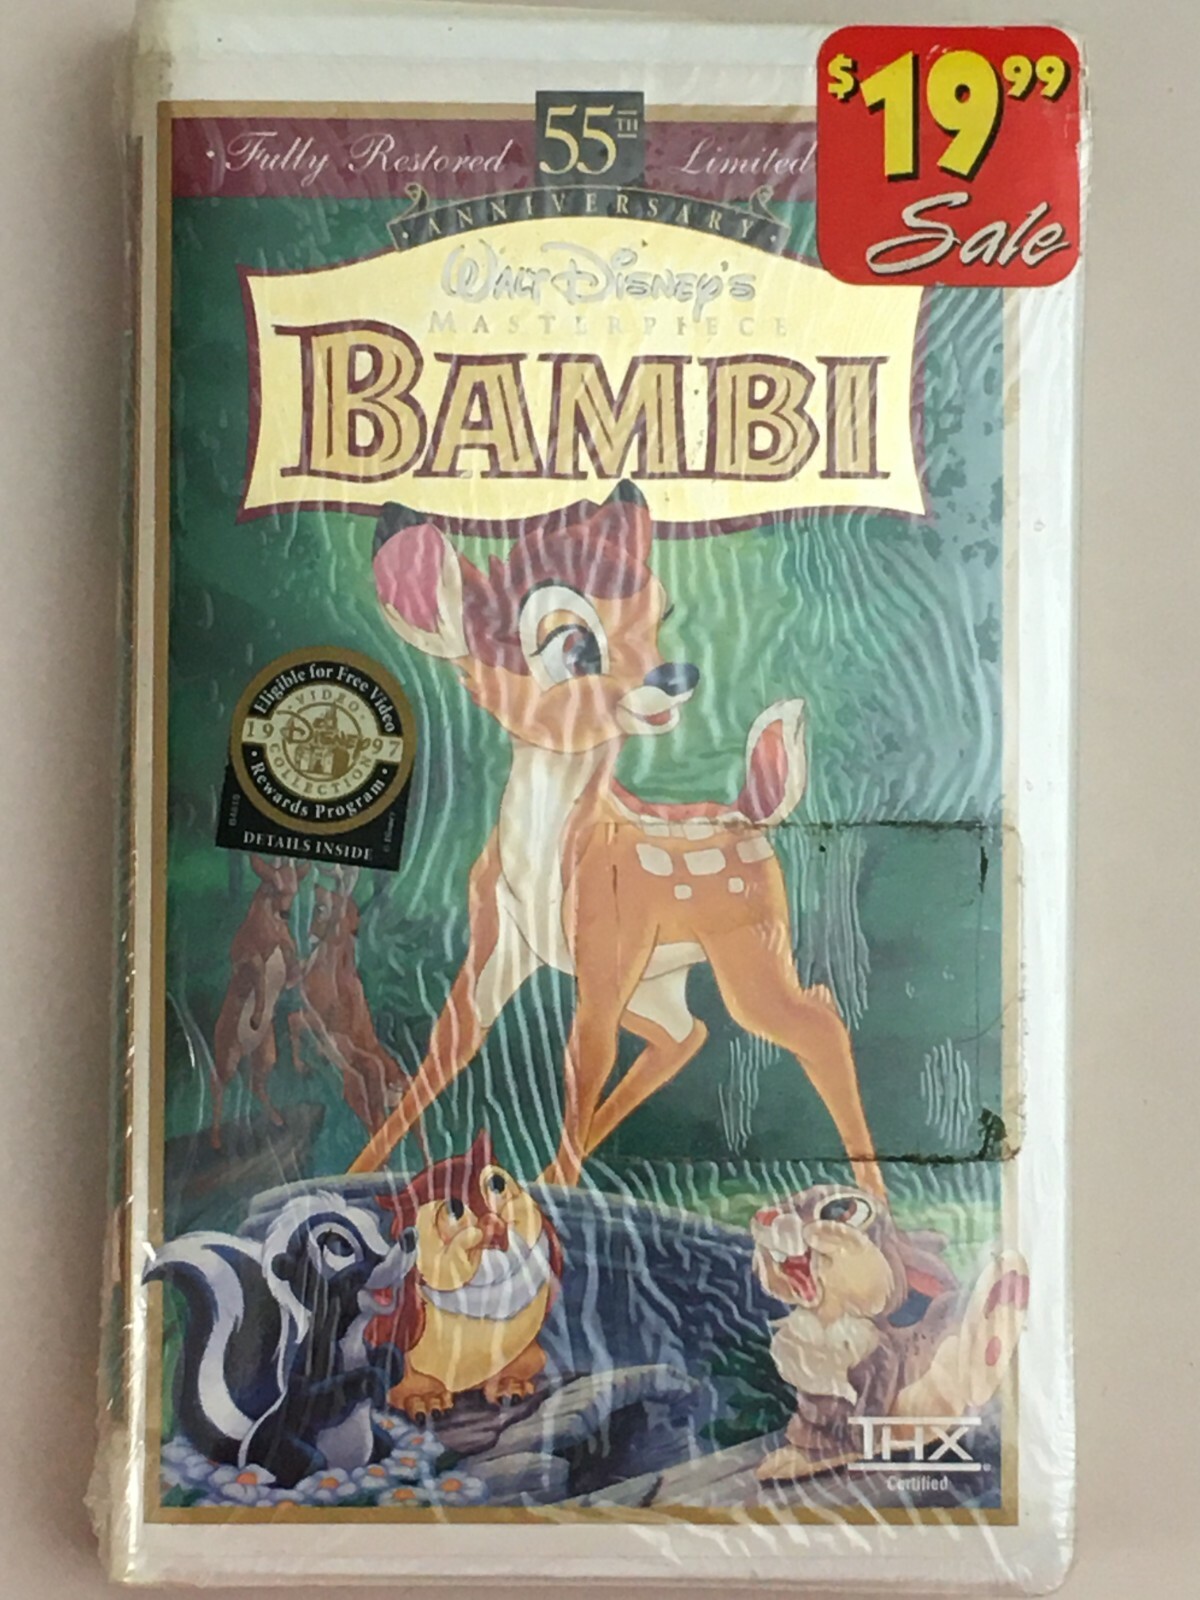 $19.99
Sale
Fully Restored 55TH Limited
ANNIVERSARY
WALT DISNEY'S
MASTERPIECE
BAMBI
Eligible for Free Video
VIDEO
19 DISNEY 97
COLLECTION
Rewards Program
DETAILS INSIDE
© Disney
THX
Certified